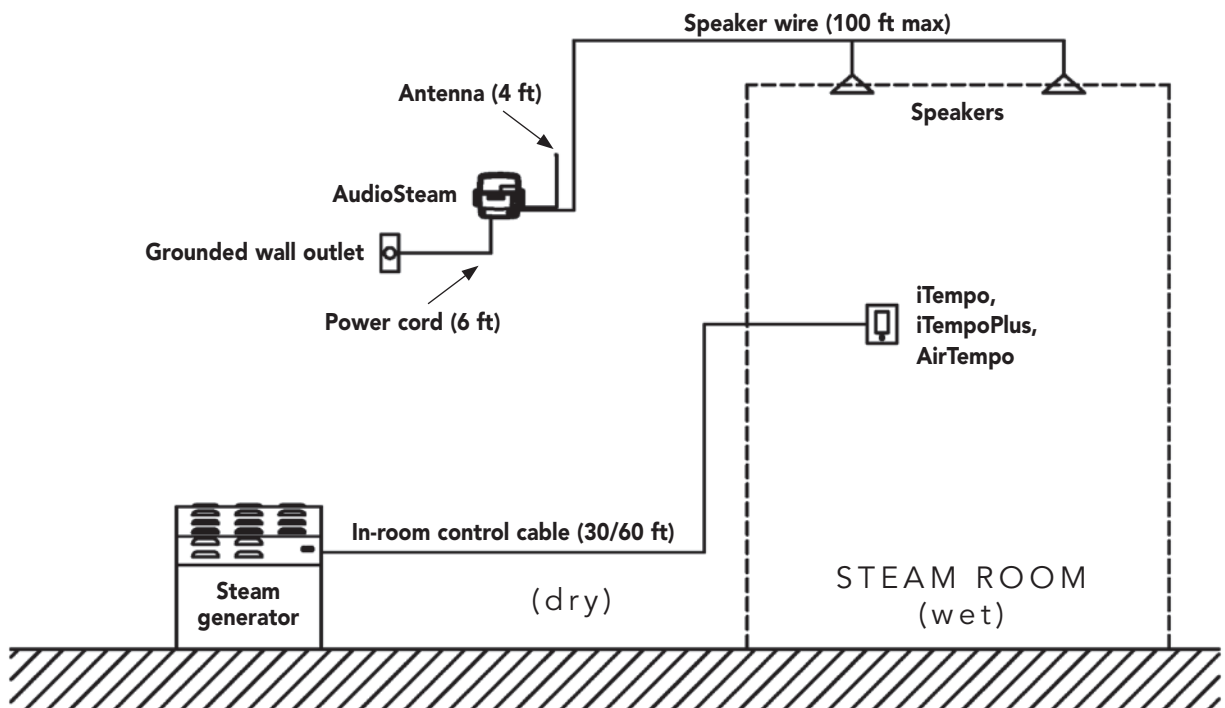 Speaker wire (100 ft max)
Antenna (4 ft)
Speakers
AudioSteam
Grounded wall outlet
Power cord (6 ft)
iTempo,
iTempoPlus,
AirTempo
In-room control cable (30/60 ft)
Steam
generator
(dry)
STEAM ROOM
(wet)